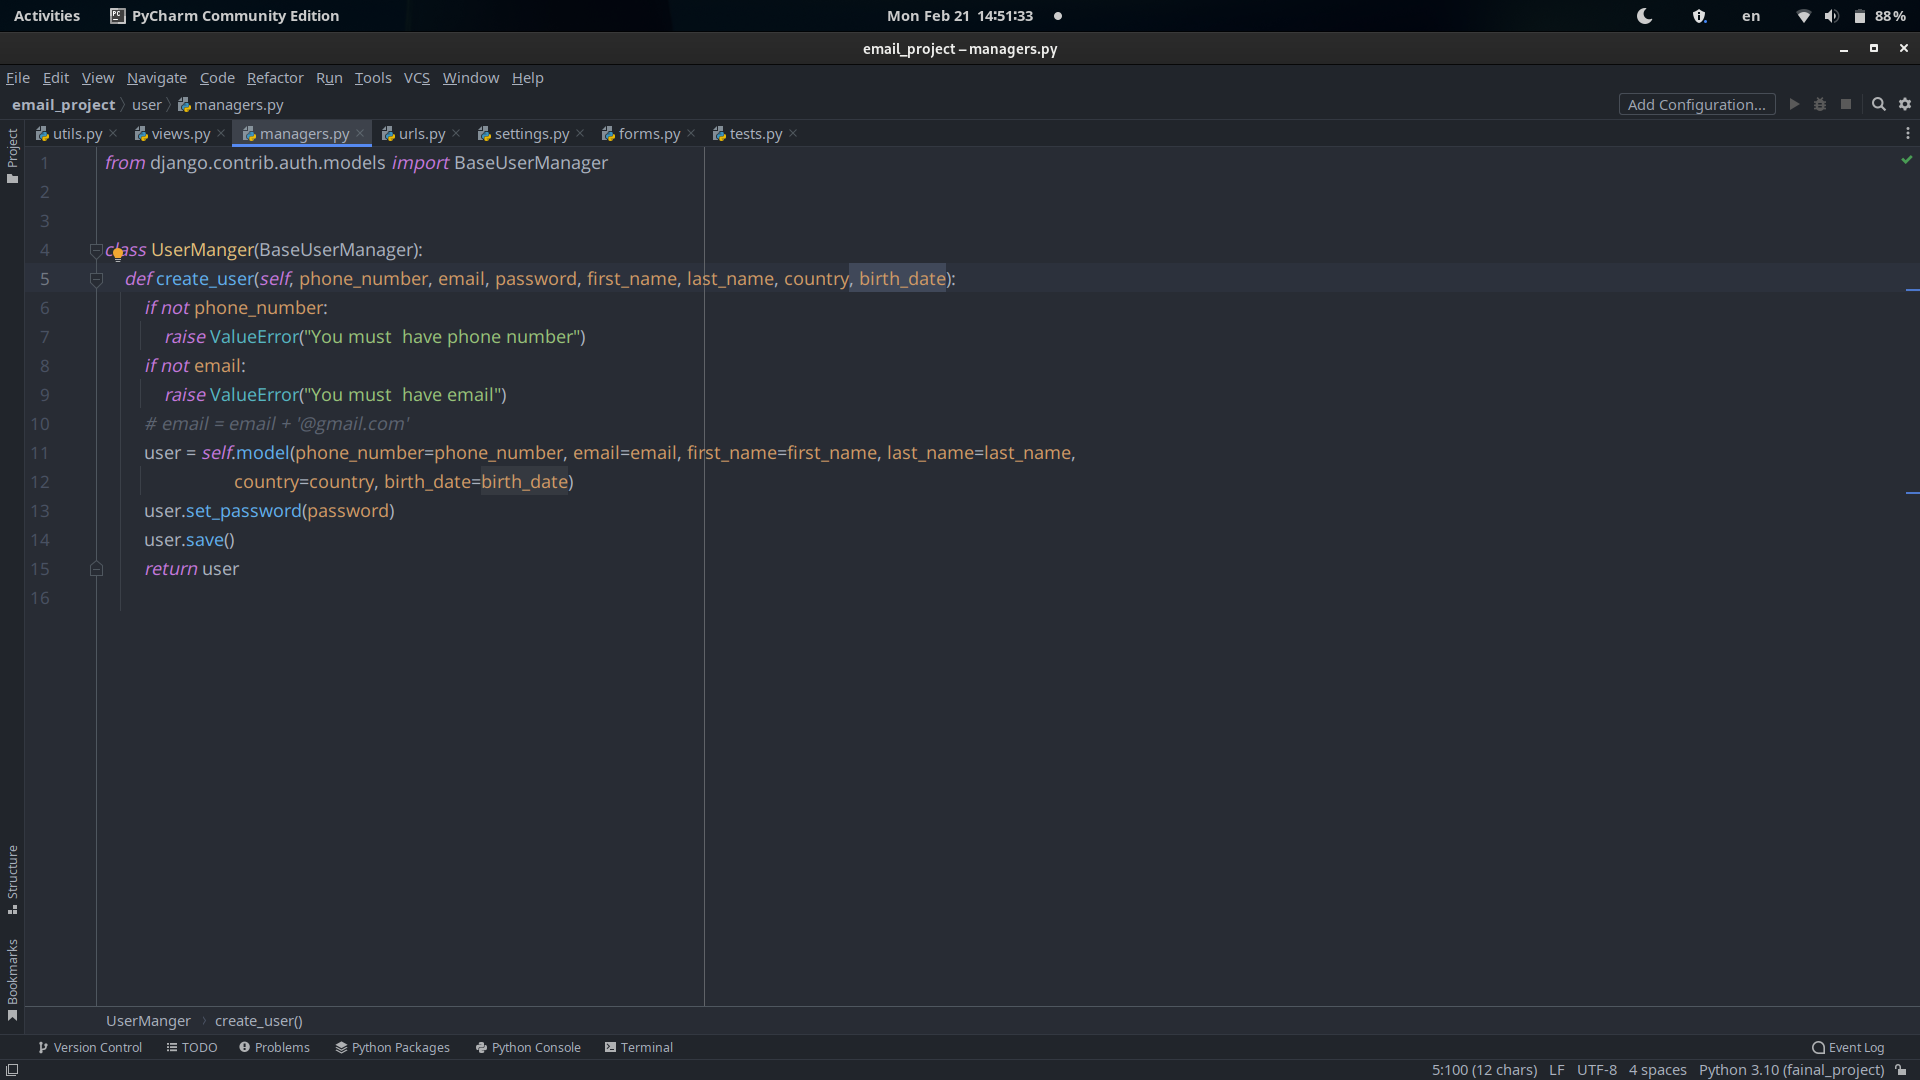 Activities PyCharm Community Edition Mon Feb 21 14:51:33 en 88%
email_project – managers.py
File Edit View Navigate Code Refactor Run Tools VCS Window Help
email_project user managers.py Add Configuration...
utils.py views.py managers.py urls.py settings.py forms.py tests.py
Project
1 from django.contrib.auth.models import BaseUserManager
2
3
4 class UserManger(BaseUserManager):
5 def create_user(self, phone_number, email, password, first_name, last_name, country, birth_date):
6 if not phone_number:
7 raise ValueError("You must  have phone number")
8 if not email:
9 raise ValueError("You must  have email")
10 # email = email + '@gmail.com'
11 user = self.model(phone_number=phone_number, email=email, first_name=first_name, last_name=last_name,
12 country=country, birth_date=birth_date)
13 user.set_password(password)
14 user.save()
15 return user
16
Structure
Bookmarks
UserManger create_user()
Version Control TODO Problems Python Packages Python Console Terminal Event Log
5:100 (12 chars) LF UTF-8 4 spaces Python 3.10 (fainal_project)